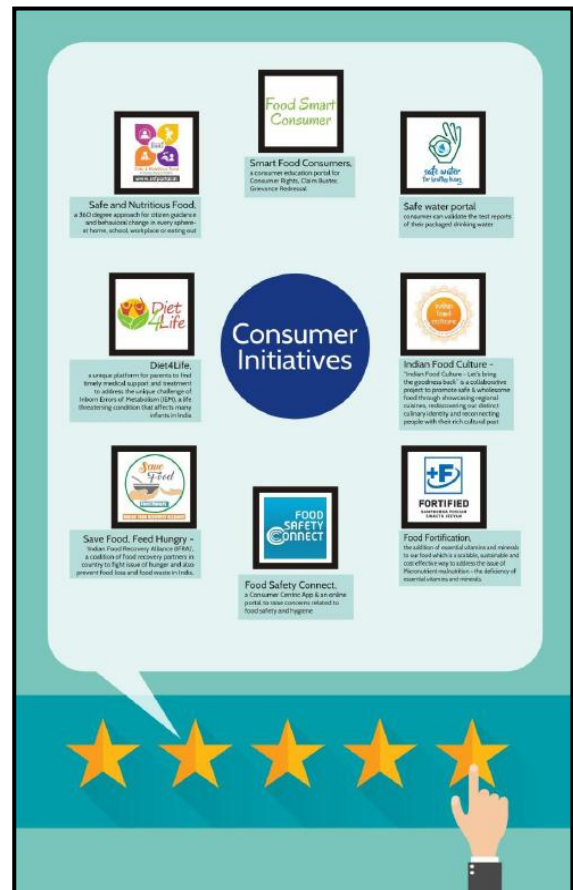 Food Smart
Consumer
Smart Food Consumers,
a consumer education portal for
Consumer Rights, Claim Buster,
Grievance Redressal
Safe and Nutritious Food,
a 360 degree approach for citizen guidance
and behavioral change in every sphere-
at home, school, workplace or eating out
safe water
for healthy living
Safe water portal
consumer can validate the test reports
of their packaged drinking water
Diet
4Life
Diet4Life,
a unique platform for parents to find
timely medical support and treatment
to address the unique challenge of
Inborn Errors of Metabolism (IEM), a life
threatening condition that affects many
infants in India
Consumer
Initiatives
indian
food
culture
Indian Food Culture -
"Indian Food Culture - Let's bring
the goodness back" is a collaborative
project to promote safe & wholesome
food through showcasing regional
cuisines, rediscovering our distinct
culinary identity and reconnecting
people with their rich cultural past
Save
Food
Save Food, Feed Hungry -
'Indian Food Recovery Alliance (IFRA),
a coalition of food recovery partners in
country to fight issue of hunger and also
prevent food loss and food waste in India.
FOOD
SAFETY
CONNECT
Food Safety Connect,
a Consumer Centric App & an online
portal to raise concerns related to
food safety and hygiene
+F
FORTIFIED
SAMPOORNA POSHAN
SWASTH JEEVAN
Food Fortification,
the addition of essential vitamins and minerals
to our food which is a scalable, sustainable and
cost effective way to address the issue of
Micronutrient malnutrition - the deficiency of
essential vitamins and minerals.